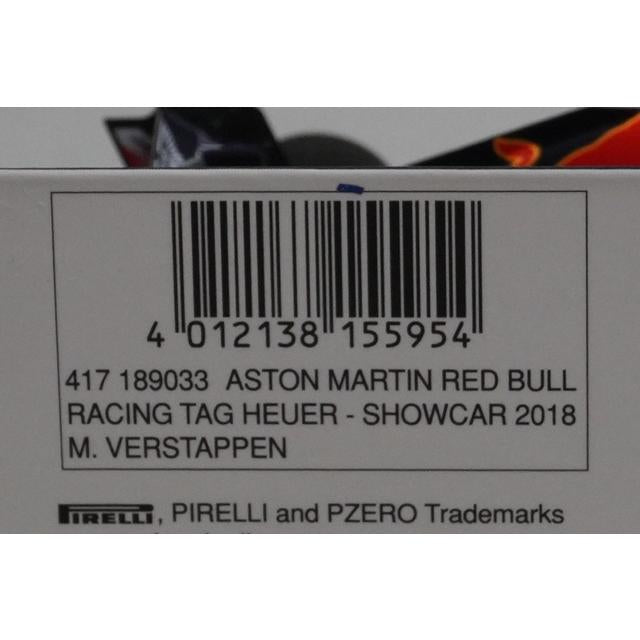 4 012138 155954
417 189033 ASTON MARTIN RED BULL
RACING TAG HEUER - SHOWCAR 2018
M. VERSTAPPEN
PIRELLI, PIRELLI and PZERO Trademarks